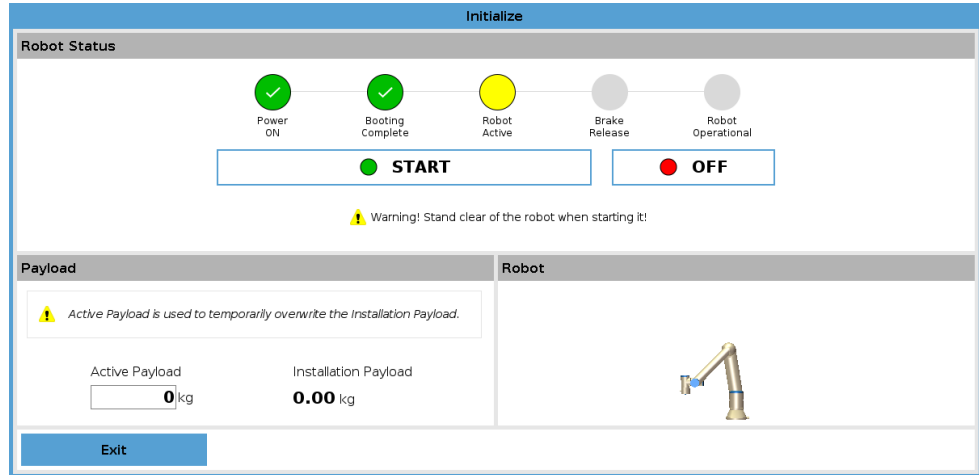 Initialize
Robot Status
Power
ON
Booting
Complete
Robot
Active
Brake
Release
Robot
Operational
START
OFF
Warning! Stand clear of the robot when starting it!
Payload
Robot
Active Payload is used to temporarily overwrite the Installation Payload.
Active Payload
Installation Payload
0 kg
0.00 kg
Exit